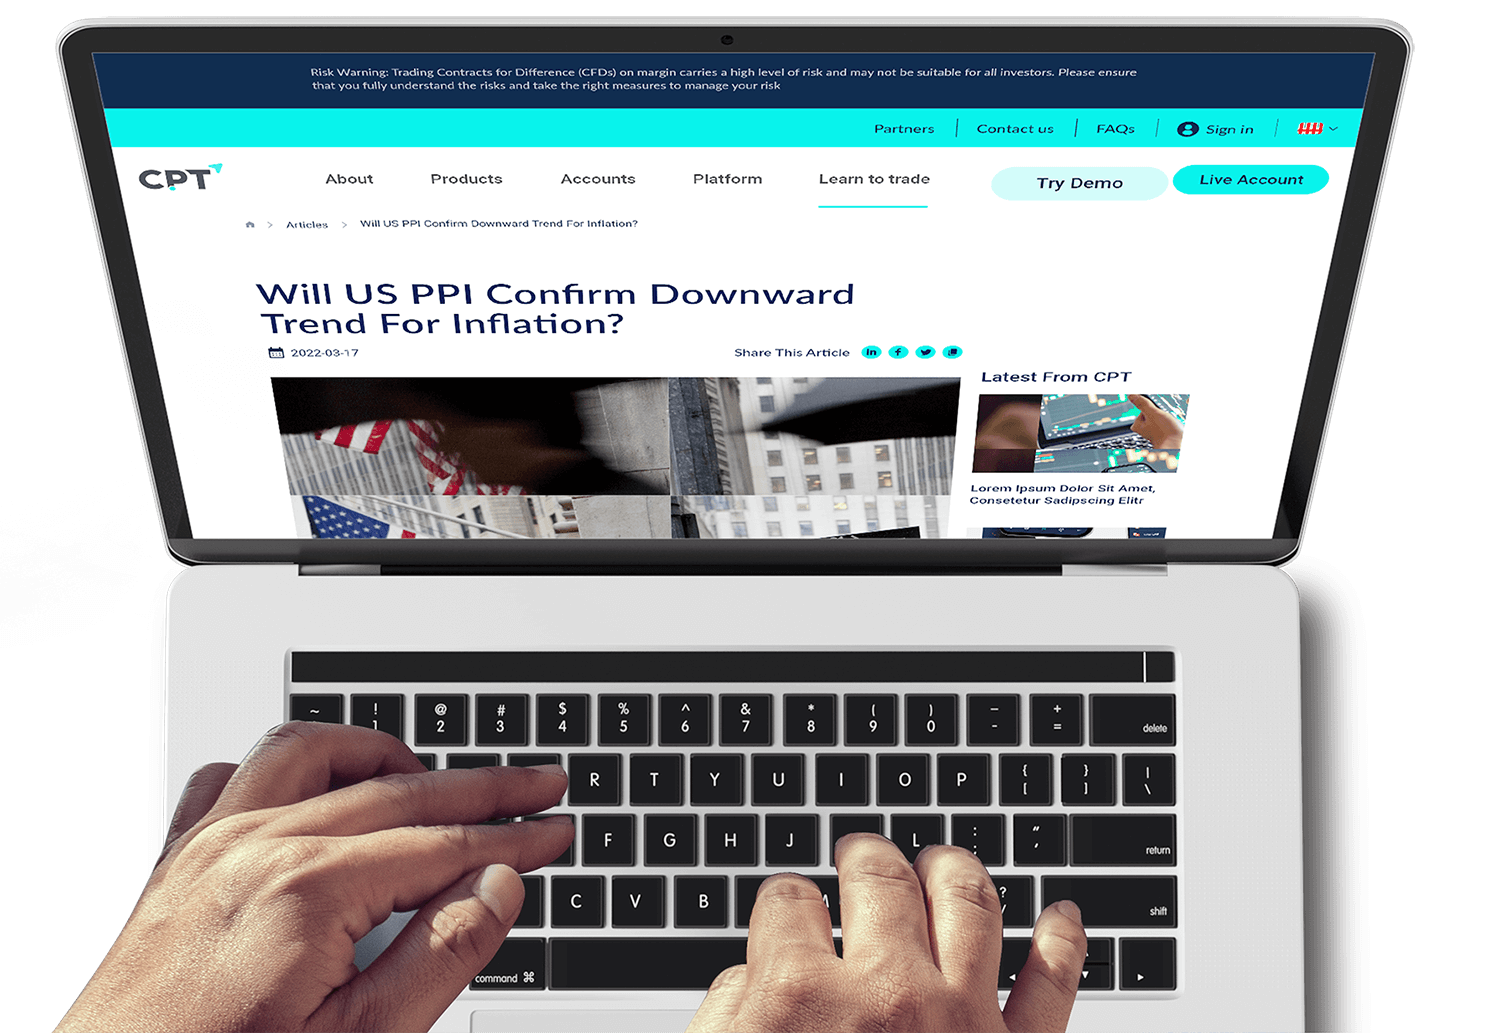 Risk Warning: Trading Contracts for Difference (CFDs) on margin carries a high level of risk and may not be suitable for all investors. Please ensure
that you fully understand the risks and take the right measures to manage your risk
Partners | Contact us | FAQs | Sign in
CPT
About Products Accounts Platform Learn to trade Try Demo Live Account
Articles > Will US PPI Confirm Downward Trend For Inflation?
Will US PPI Confirm Downward
Trend For Inflation?
2022-03-17
Share This Article in f
Latest From CPT
Lorem Ipsum Dolor Sit Amet,
Consetetur Sadipscing Elitr
~ ! @ # $ % ^ & * ( ) _ +
1 2 3 4 5 6 7 8 9 0 - = delete
R T Y U I O P { [ } ] | \
F G H J L : ; " ' return
C V B M ? / shift
command ⌘